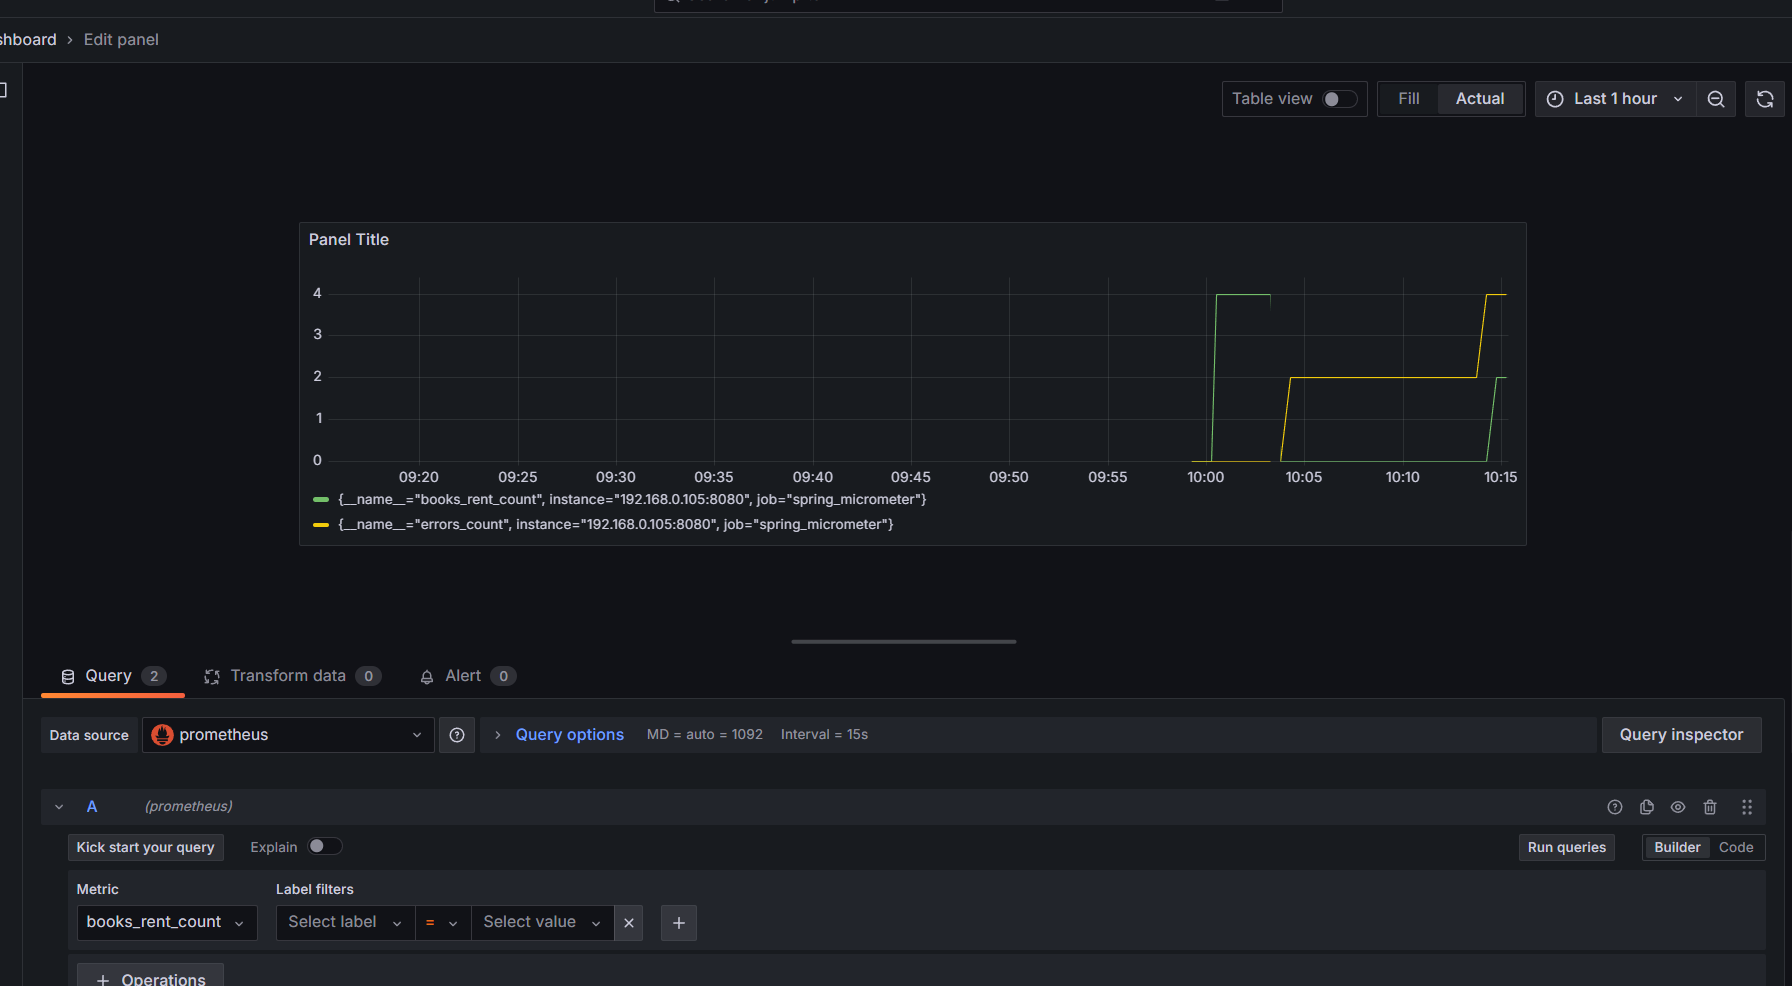 shboard › Edit panel
Table view Fill Actual Last 1 hour
Panel Title
4
3
2
1
0
09:20 09:25 09:30 09:35 09:40 09:45 09:50 09:55 10:00 10:05 10:10 10:15
{__name__="books_rent_count", instance="192.168.0.105:8080", job="spring_micrometer"}
{__name__="errors_count", instance="192.168.0.105:8080", job="spring_micrometer"}
Query 2 Transform data 0 Alert 0
Data source prometheus Query options MD = auto = 1092 Interval = 15s Query inspector
A (prometheus)
Kick start your query Explain Run queries Builder Code
Metric Label filters
books_rent_count Select label = Select value
+ Operations